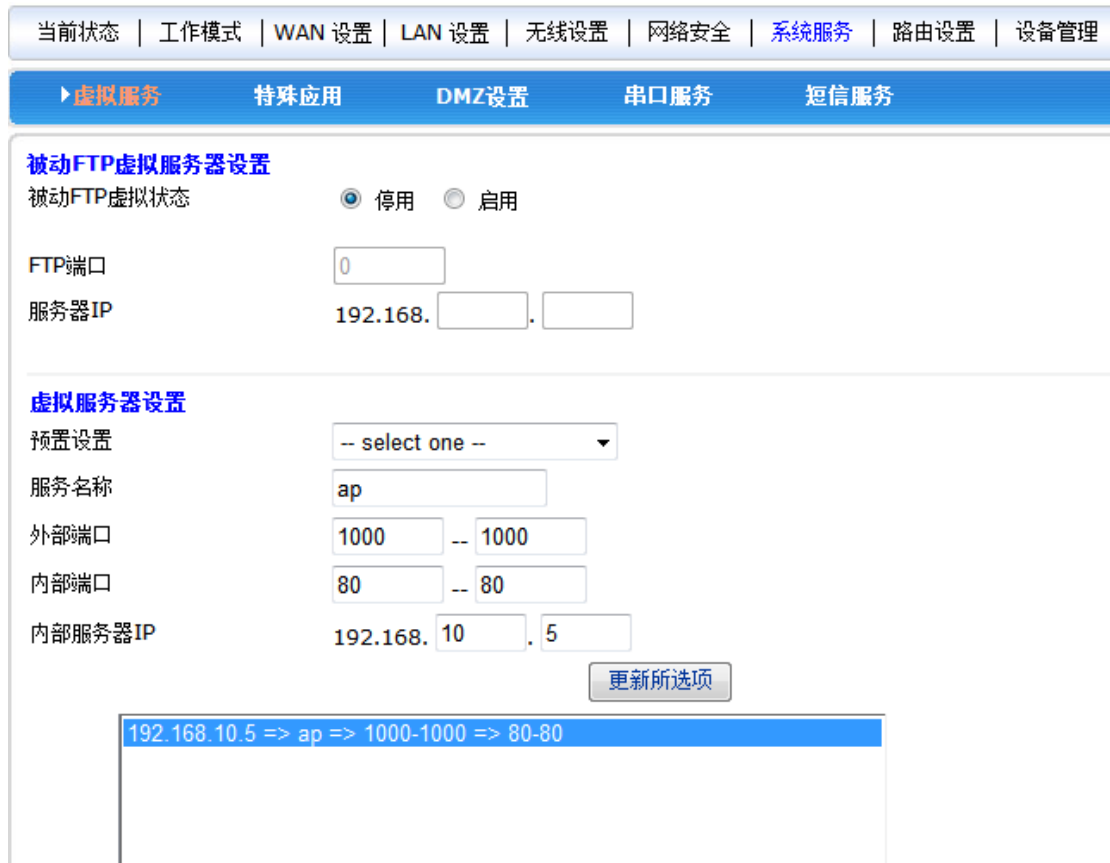 当前状态 | 工作模式 | WAN 设置 | LAN 设置 | 无线设置 | 网络安全 | 系统服务 | 路由设置 | 设备管理
虚拟服务 特殊应用 DMZ设置 串口服务 短信服务
被动FTP虚拟服务器设置
被动FTP虚拟状态 停用 启用
FTP端口 0
服务器IP 192.168. .
虚拟服务器设置
预置设置 -- select one --
服务名称 ap
外部端口 1000 -- 1000
内部端口 80 -- 80
内部服务器IP 192.168. 10 . 5
更新所选项
192.168.10.5 => ap => 1000-1000 => 80-80